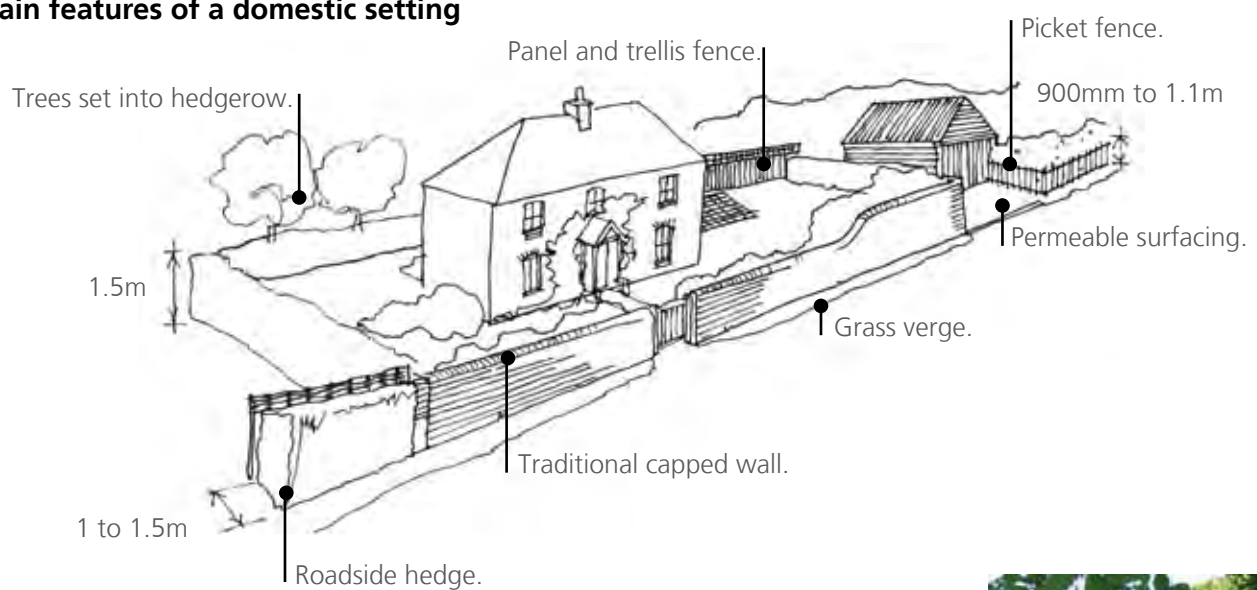 ain features of a domestic setting
Picket fence.
Panel and trellis fence.
Trees set into hedgerow.
900mm to 1.1m
Permeable surfacing.
1.5m
Grass verge.
Traditional capped wall.
1 to 1.5m
Roadside hedge.